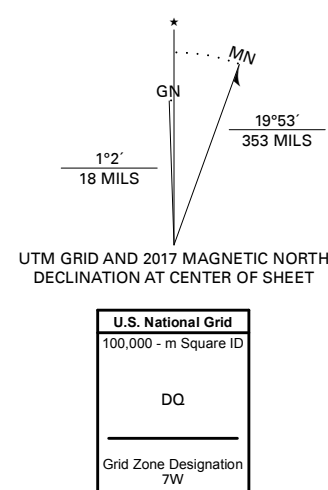 ★
MN
GN
19°53´
353 MILS
1°2´
18 MILS
UTM GRID AND 2017 MAGNETIC NORTH
DECLINATION AT CENTER OF SHEET
U.S. National Grid
100,000 - m Square ID
DQ
Grid Zone Designation
7W